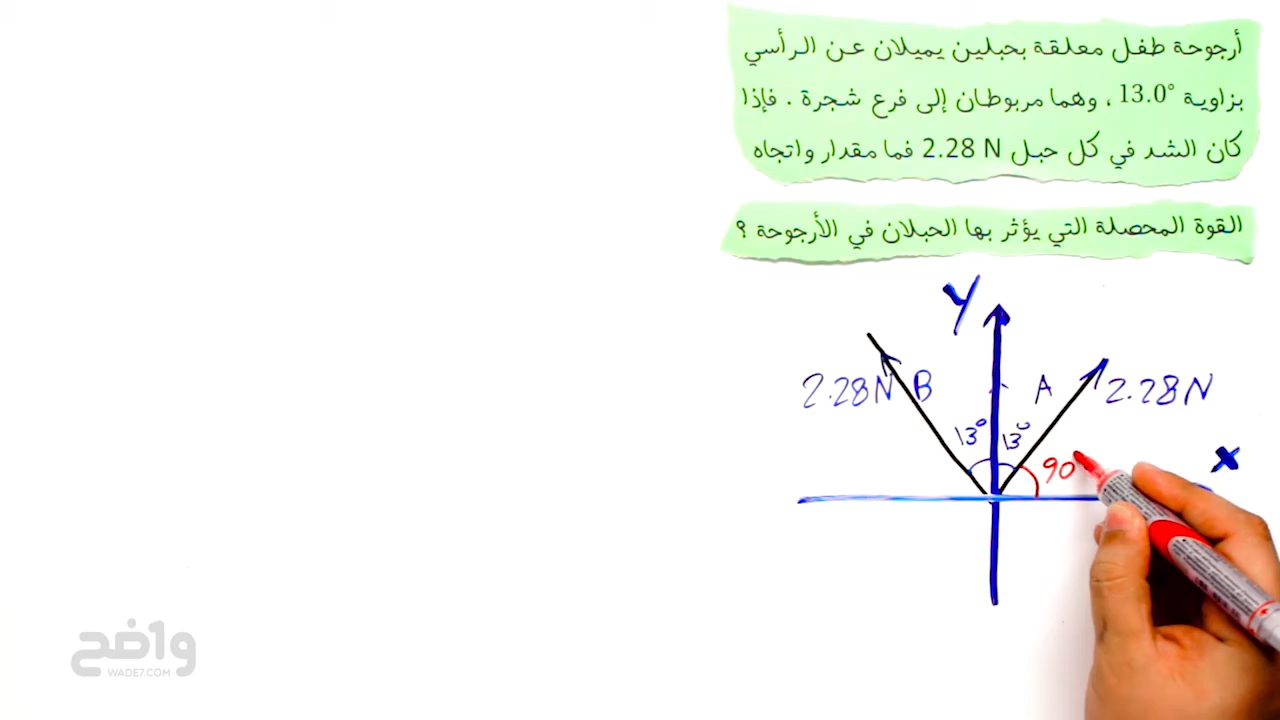 أرجوحة طفل معلقة بحبلين يميلان عن الرأسي
بزاوية 13.0° ، وهما مربوطان إلى فرع شجرة . فإذا
كان الشد في كل حبل 2.28 N فما مقدار واتجاه
القوة المحصلة التي يؤثر بها الحبلان في الأرجوحة ؟
y
2.28N B A 2.28N
13° 13°
90
x
واضح
WADE7.COM